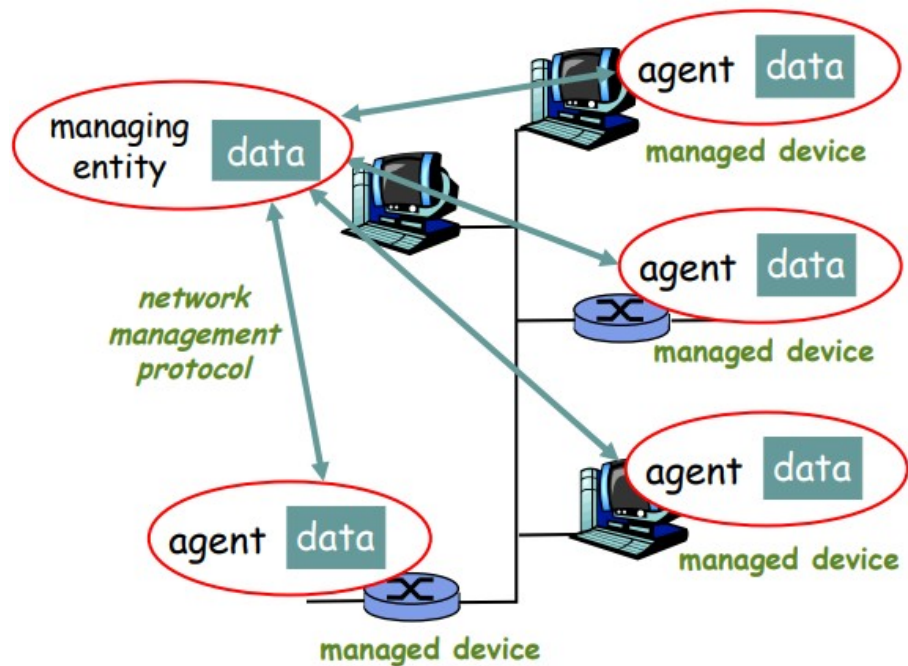 agent data
managed device
managing
entity
data
agent data
managed device
network
management
protocol
agent data
managed device
agent data
managed device